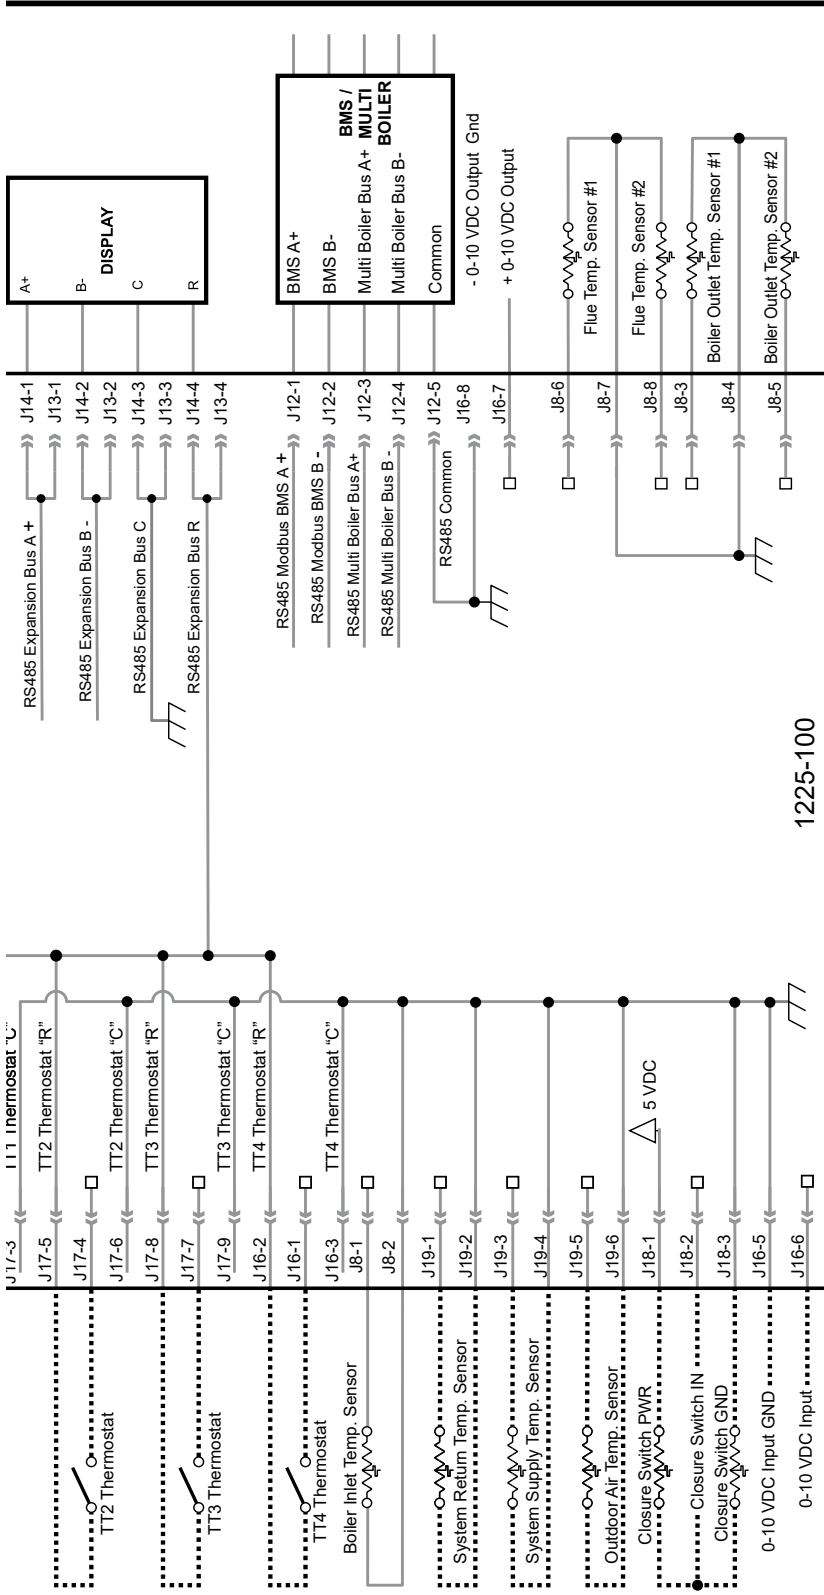 A+
B-
C
R
DISPLAY
J14-1
J13-1
J14-2
J13-2
J14-3
J13-3
J14-4
J13-4
RS485 Expansion Bus A +
RS485 Expansion Bus B -
RS485 Expansion Bus C
RS485 Expansion Bus R
BMS A+
BMS B-
Multi Boiler Bus A+
Multi Boiler Bus B-
Common
BMS /
MULTI
BOILER
- 0-10 VDC Output Gnd
+ 0-10 VDC Output
J12-1
J12-2
J12-3
J12-4
J12-5
J16-8
J16-7
RS485 Modbus BMS A +
RS485 Modbus BMS B -
RS485 Multi Boiler Bus A+
RS485 Multi Boiler Bus B -
RS485 Common
Flue Temp. Sensor #1
Flue Temp. Sensor #2
Boiler Outlet Temp. Sensor #1
Boiler Outlet Temp. Sensor #2
J8-6
J8-7
J8-8
J8-3
J8-4
J8-5
1225-100
TT1 Thermostat “C”
TT2 Thermostat “R”
TT2 Thermostat “C”
TT3 Thermostat “R”
TT3 Thermostat “C”
TT4 Thermostat “R”
TT4 Thermostat “C”
5 VDC
J17-3
J17-5
J17-4
J17-6
J17-8
J17-7
J17-9
J16-2
J16-1
J16-3
J8-1
J8-2
J19-1
J19-2
J19-3
J19-4
J19-5
J19-6
J18-1
J18-2
J18-3
J16-5
J16-6
TT2 Thermostat
TT3 Thermostat
TT4 Thermostat
Boiler Inlet Temp. Sensor
System Return Temp. Sensor
System Supply Temp. Sensor
Outdoor Air Temp. Sensor
Closure Switch PWR
Closure Switch IN
Closure Switch GND
0-10 VDC Input GND
0-10 VDC Input